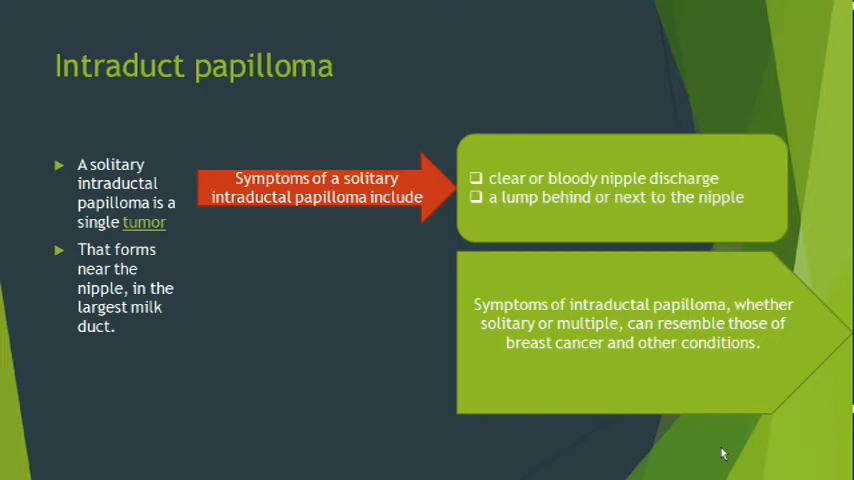 Intraduct papilloma
A solitary
intraductal
papilloma is a
single tumor
That forms
near the
nipple, in the
largest milk
duct.
Symptoms of a solitary
intraductal papilloma include
clear or bloody nipple discharge
a lump behind or next to the nipple
Symptoms of intraductal papilloma, whether
solitary or multiple, can resemble those of
breast cancer and other conditions.